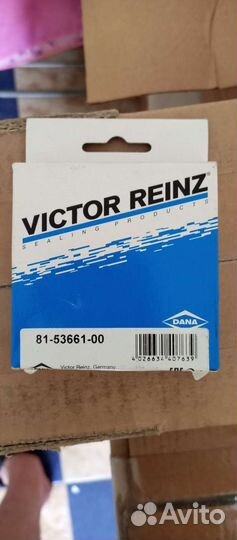 VICTOR REINZ®
SEALING PRODUCTS
DANA
81-53661-00
4 026634 407639
Victor Reinz, Germany
Avito